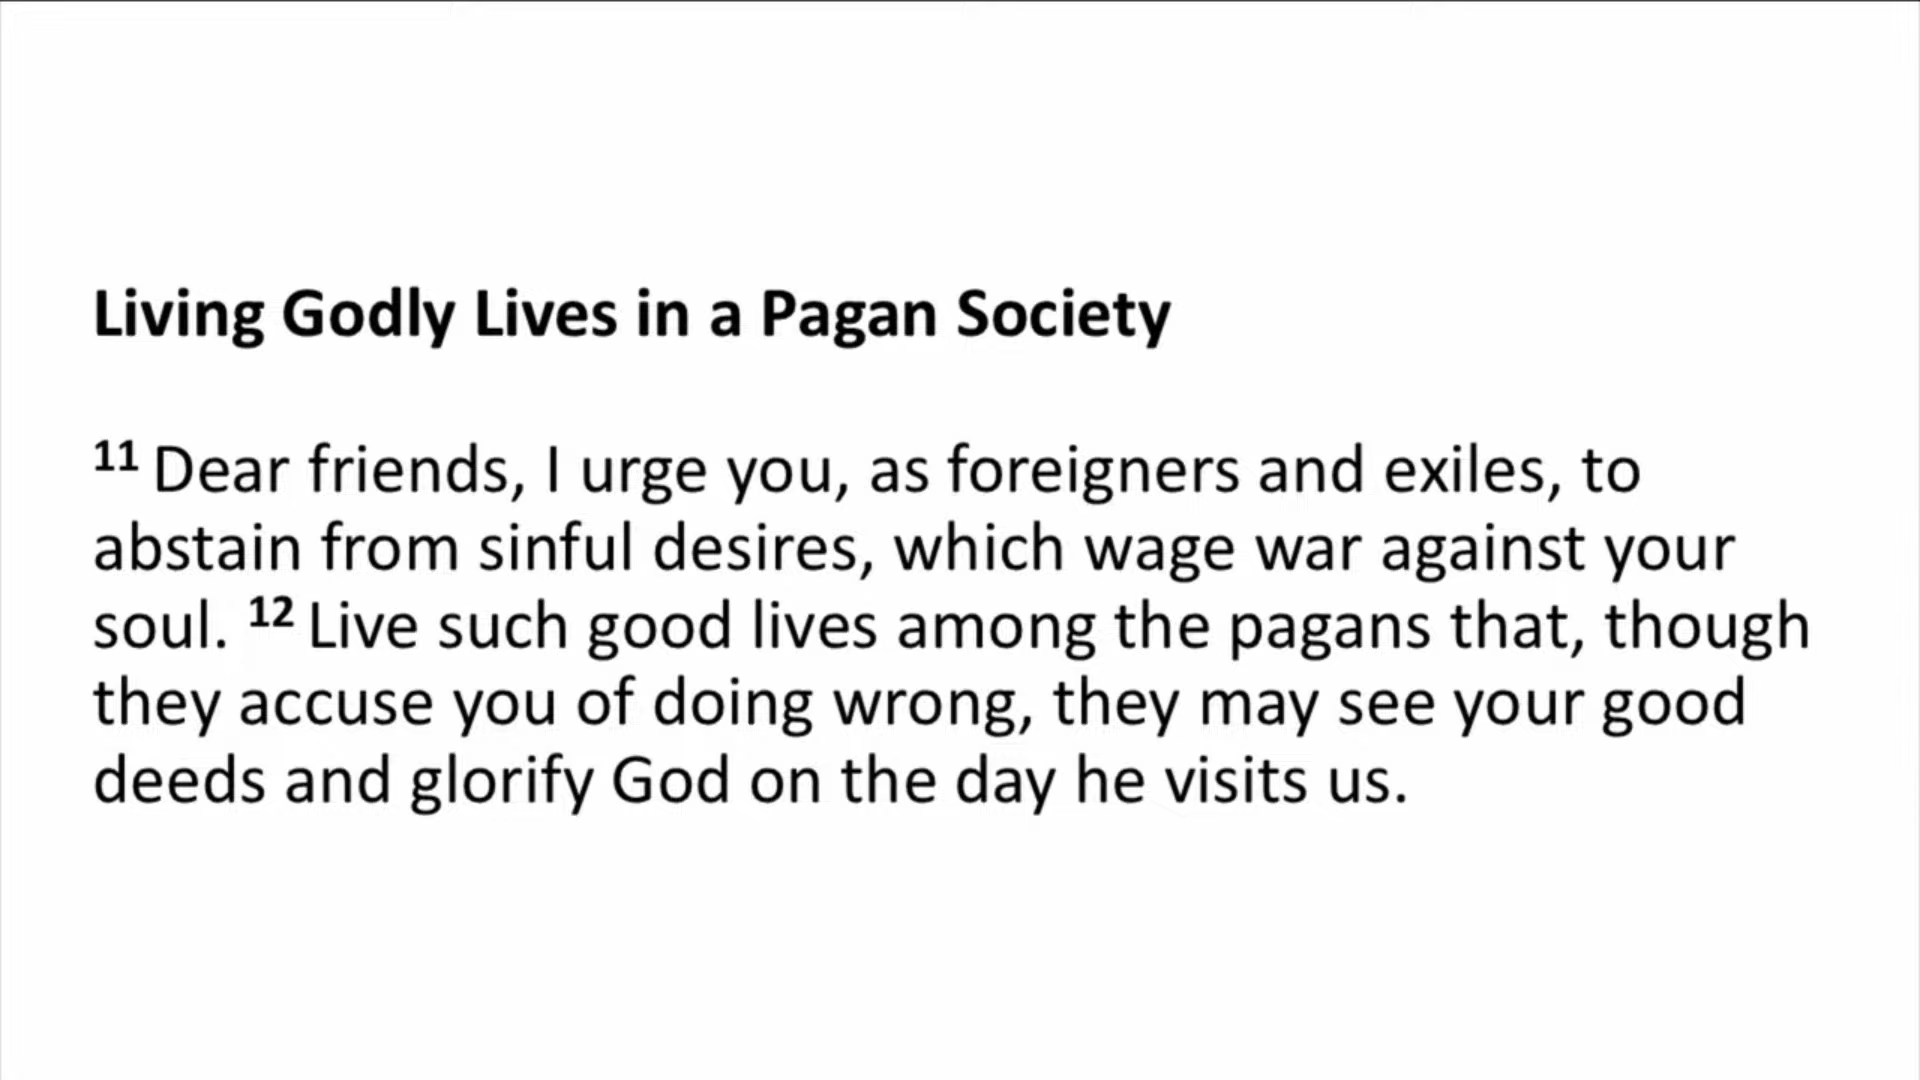 Living Godly Lives in a Pagan Society
11 Dear friends, I urge you, as foreigners and exiles, to
abstain from sinful desires, which wage war against your
soul. 12 Live such good lives among the pagans that, though
they accuse you of doing wrong, they may see your good
deeds and glorify God on the day he visits us.